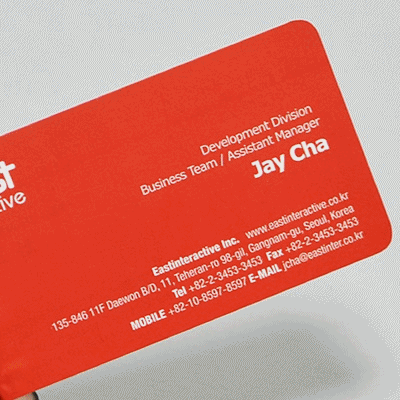 st
tive
Development Division
Business Team / Assistant Manager
Jay Cha
Eastinteractive Inc. www.eastinteractive.co.kr
135-846 11F Daewon B/D, 11, Teheran-ro 98-gil, Gangnam-gu, Seoul, Korea
Tel +82-2-3453-3453 Fax +82-2-3453-3453
MOBILE +82-10-8597-8597 E-MAIL jcha@eastinter.co.kr